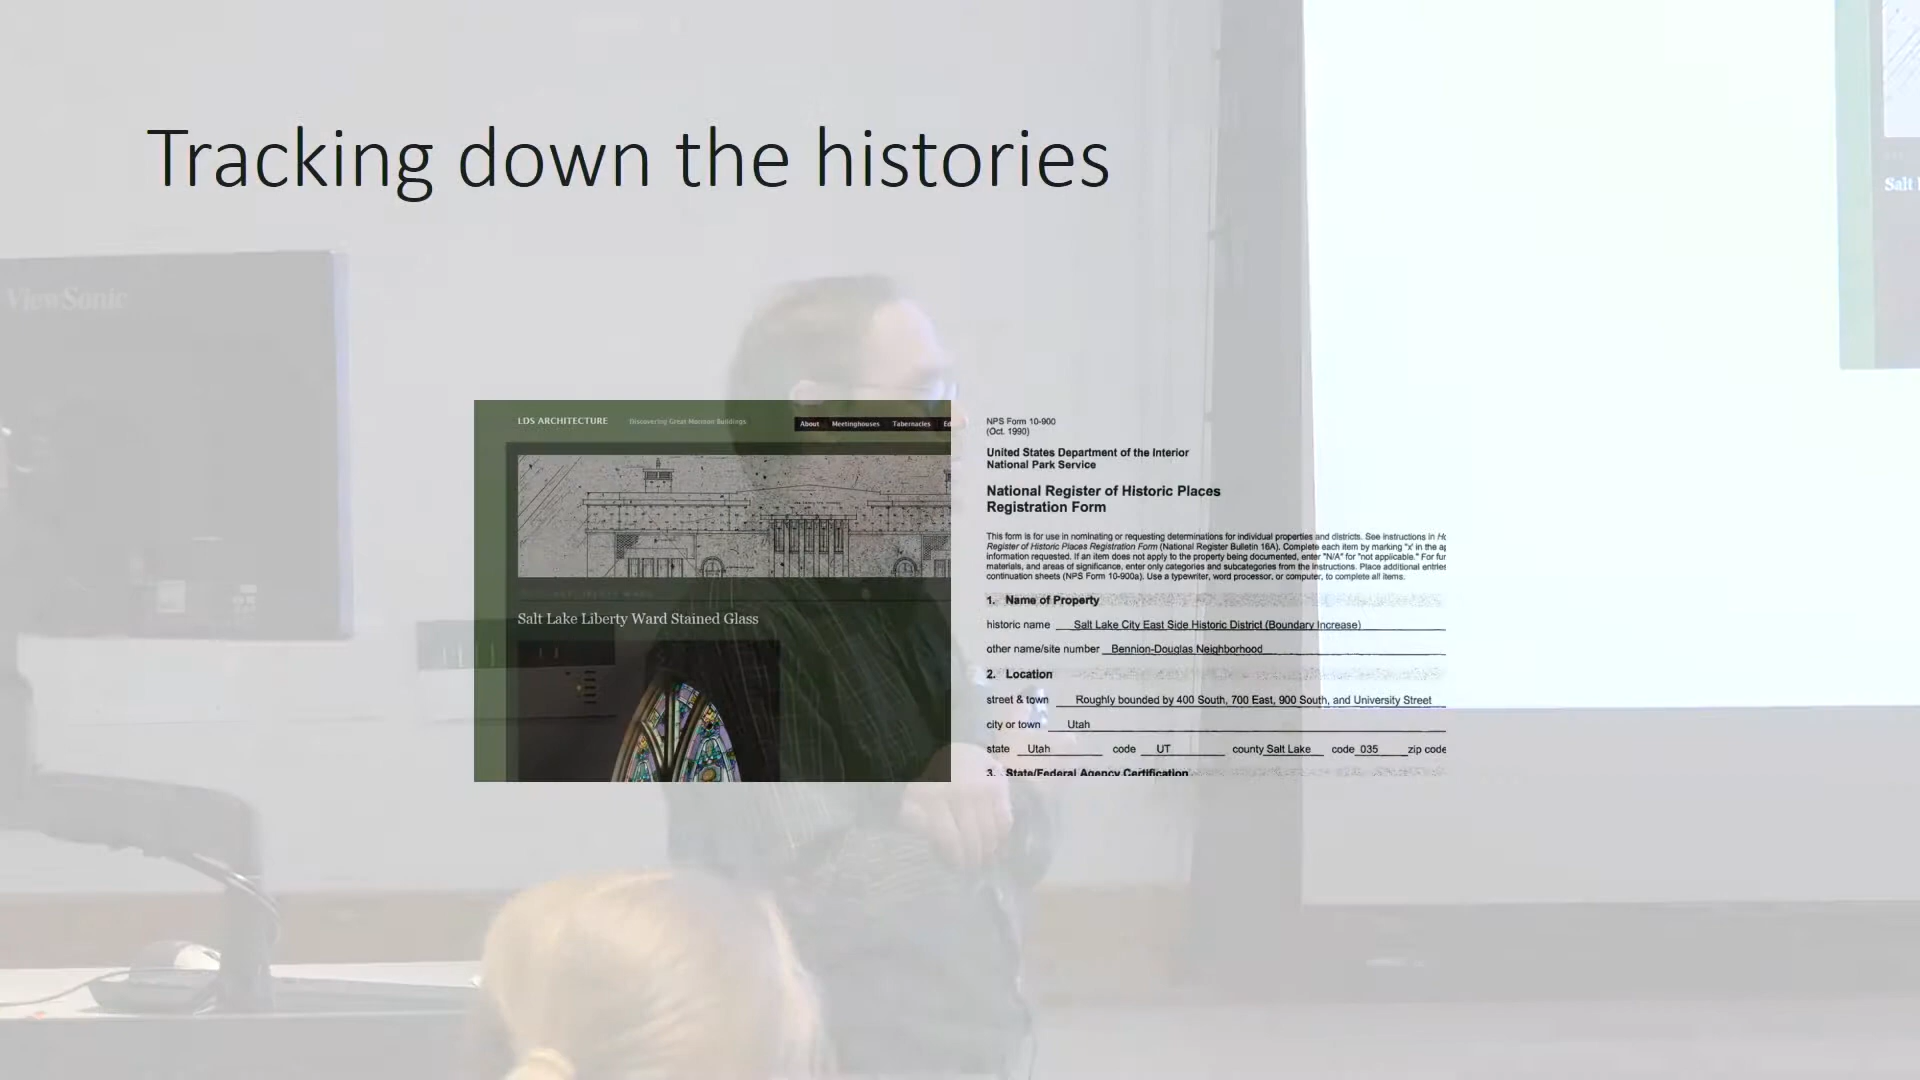 Tracking down the histories
ViewSonic
Salt
LDS ARCHITECTURE
Discovering Great Mormon Buildings
About Meetinghouses Tabernacles Ed
Salt Lake Liberty Ward Stained Glass
NPS Form 10-900
(Oct. 1990)
United States Department of the Interior
National Park Service
National Register of Historic Places
Registration Form
This form is for use in nominating or requesting determinations for individual properties and districts. See instructions in
Register of Historic Places Registration Form (National Register Bulletin 16A). Complete each item by marking "x" in the
information requested. If an item does not apply to the property being documented, enter "N/A" for "not applicable." For
materials, and areas of significance, enter only categories and subcategories from the instructions. Place additional entries
continuation sheets (NPS Form 10-900a). Use a typewriter, word processor, or computer, to complete all items.
1. Name of Property
historic name Salt Lake City East Side Historic District (Boundary Increase)
other name/site number Bennion-Douglas Neighborhood
2. Location
street & town Roughly bounded by 400 South, 700 East, 900 South, and University Street
city or town Utah
state Utah code UT county Salt Lake code 035 zip code
3. State/Federal Agency Certification